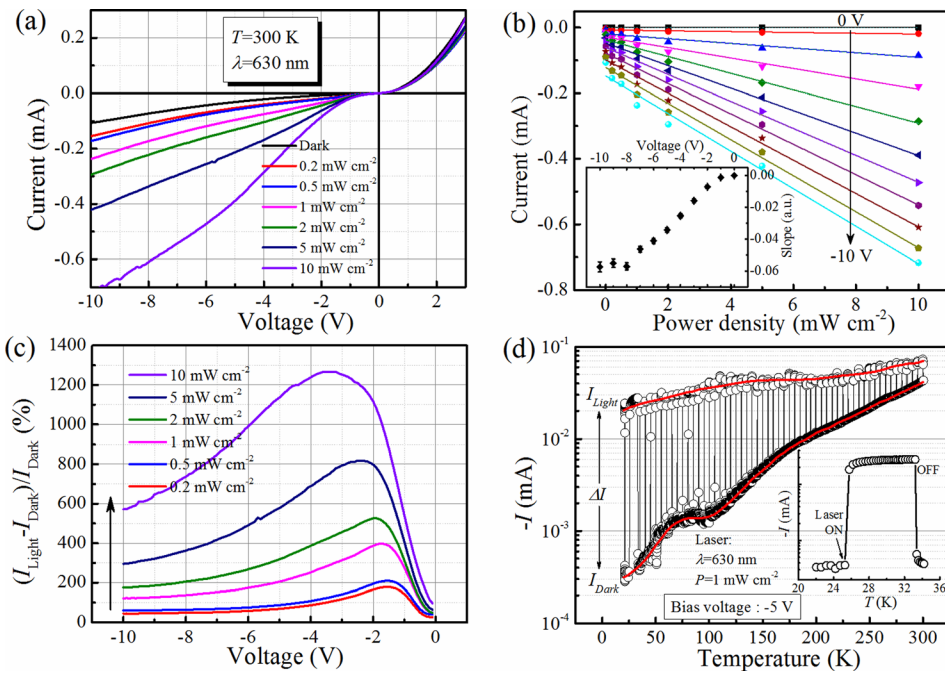 (a)
T=300 K
λ=630 nm
Current (mA)
0.2
0.0
-0.2
-0.4
-0.6
Dark
0.2 mW cm-2
0.5 mW cm-2
1 mW cm-2
2 mW cm-2
5 mW cm-2
10 mW cm-2
-10 -8 -6 -4 -2 0 2
Voltage (V)
(b)
0 V
-10 V
Current (mA)
0.0
-0.2
-0.4
-0.6
-0.8
Voltage (V)
-10 -8 -6 -4 -2 0
0.00
-0.02
-0.04
-0.06
Slope (a.u.)
0 2 4 6 8 10
Power density (mW cm-2)
(c)
(ILight-IDark)/IDark (%)
1400
1200
1000
800
600
400
200
0
10 mW cm-2
5 mW cm-2
2 mW cm-2
1 mW cm-2
0.5 mW cm-2
0.2 mW cm-2
-10 -8 -6 -4 -2 0
Voltage (V)
(d)
-I (mA)
10-1
10-2
10-3
10-4
ILight
ΔI
IDark
Laser:
λ=630 nm
P=1 mW cm-2
Bias voltage : -5 V
-I (mA)
Laser
ON
OFF
20 24 28 32 36
T (K)
0 50 100 150 200 250 300
Temperature (K)